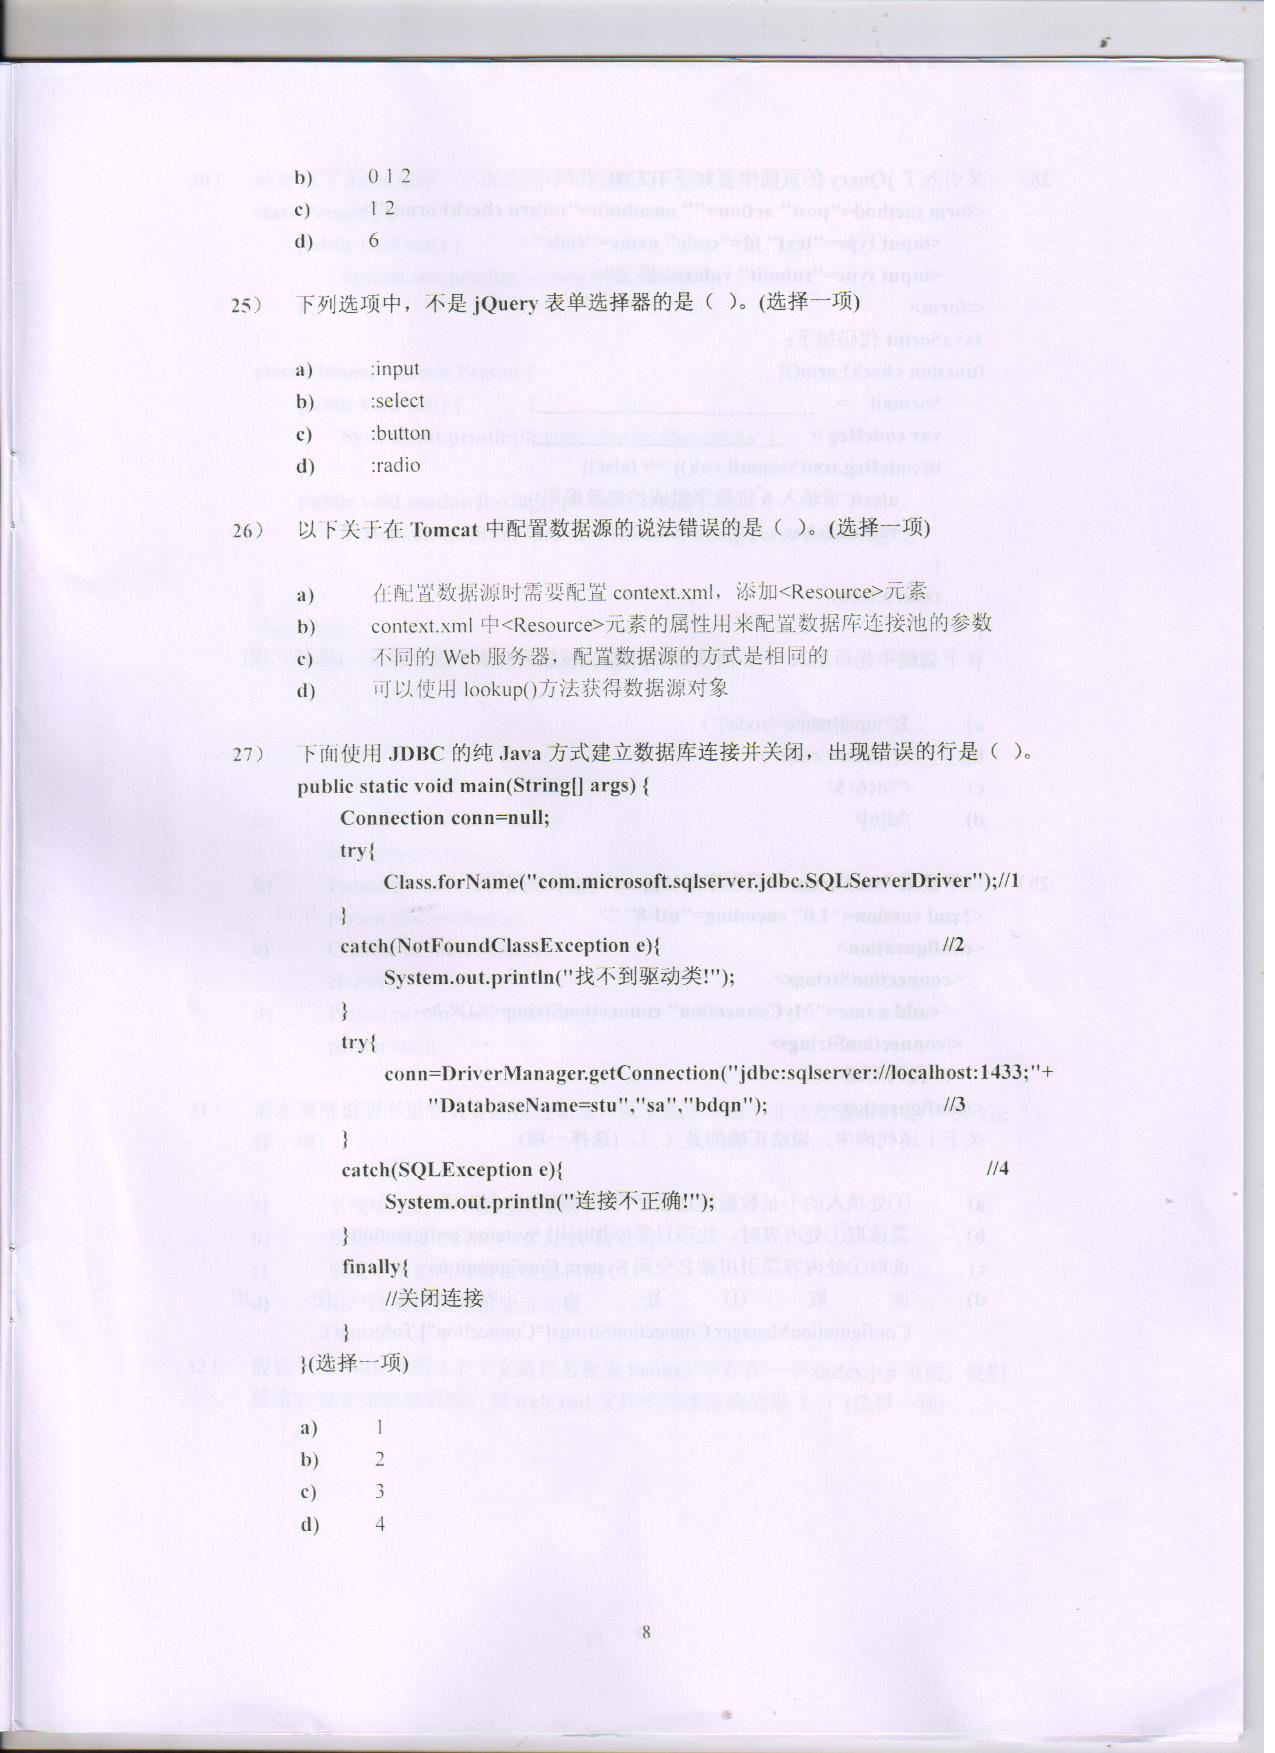 b) 0 1 2
c) 1 2
d) 6
25) 下列选项中，不是 jQuery 表单选择器的是（ ）。(选择一项)
a) :input
b) :select
c) :button
d) :radio
26) 以下关于在 Tomcat 中配置数据源的说法错误的是（ ）。(选择一项)
a) 在配置数据源时需要配置 context.xml，添加<Resource>元素
b) context.xml 中<Resource>元素的属性用来配置数据库连接池的参数
c) 不同的 Web 服务器，配置数据源的方式是相同的
d) 可以使用 lookup()方法获得数据源对象
27) 下面使用 JDBC 的纯 Java 方式建立数据库连接并关闭，出现错误的行是（ ）。
public static void main(String[] args) {
Connection conn=null;
try{
Class.forName("com.microsoft.sqlserver.jdbc.SQLServerDriver");//1
}
catch(NotFoundClassException e){ //2
System.out.println("找不到驱动类!");
}
try{
conn=DriverManager.getConnection("jdbc:sqlserver://localhost:1433;"+
"DatabaseName=stu","sa","bdqn"); //3
}
catch(SQLException e){ //4
System.out.println("连接不正确!");
}
finally{
//关闭连接
}
}(选择一项)
a) 1
b) 2
c) 3
d) 4
8